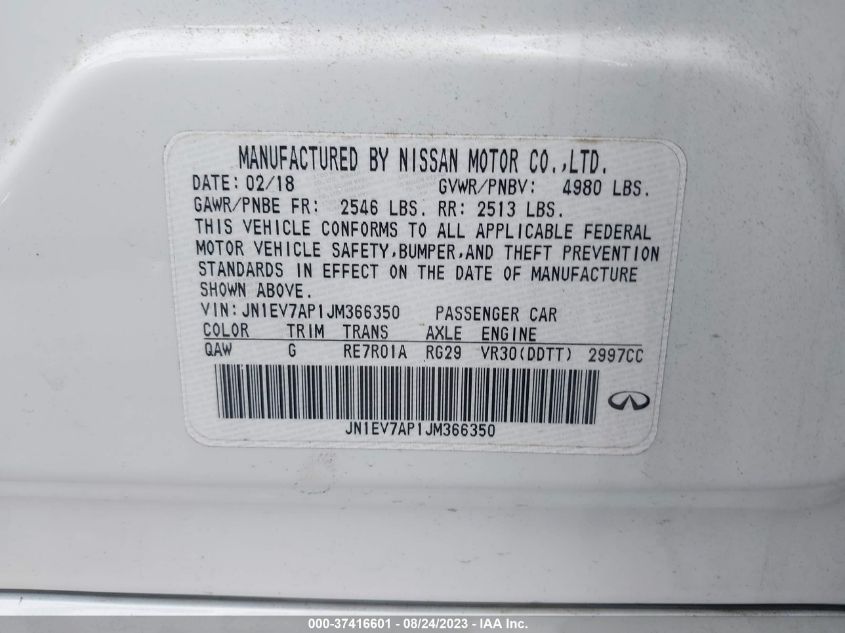 MANUFACTURED BY NISSAN MOTOR CO.,LTD.
DATE: 02/18 GVWR/PNBV: 4980 LBS.
GAWR/PNBE FR: 2546 LBS. RR: 2513 LBS.
THIS VEHICLE CONFORMS TO ALL APPLICABLE FEDERAL
MOTOR VEHICLE SAFETY,BUMPER,AND THEFT PREVENTION
STANDARDS IN EFFECT ON THE DATE OF MANUFACTURE
SHOWN ABOVE.
VIN:JN1EV7AP1JM366350 PASSENGER CAR
COLOR TRIM TRANS AXLE ENGINE
QAW G RE7R01A RG29 VR30(DDTT) 2997CC
JN1EV7AP1JM366350
000-37416601 - 08/24/2023 - IAA Inc.